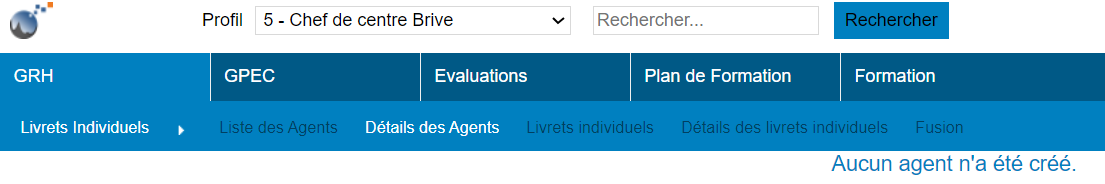 Profil 5 - Chef de centre Brive Rechercher... Rechercher
GRH GPEC Evaluations Plan de Formation Formation
Livrets Individuels Liste des Agents Détails des Agents Livrets individuels Détails des livrets individuels Fusion
Aucun agent n'a été créé.